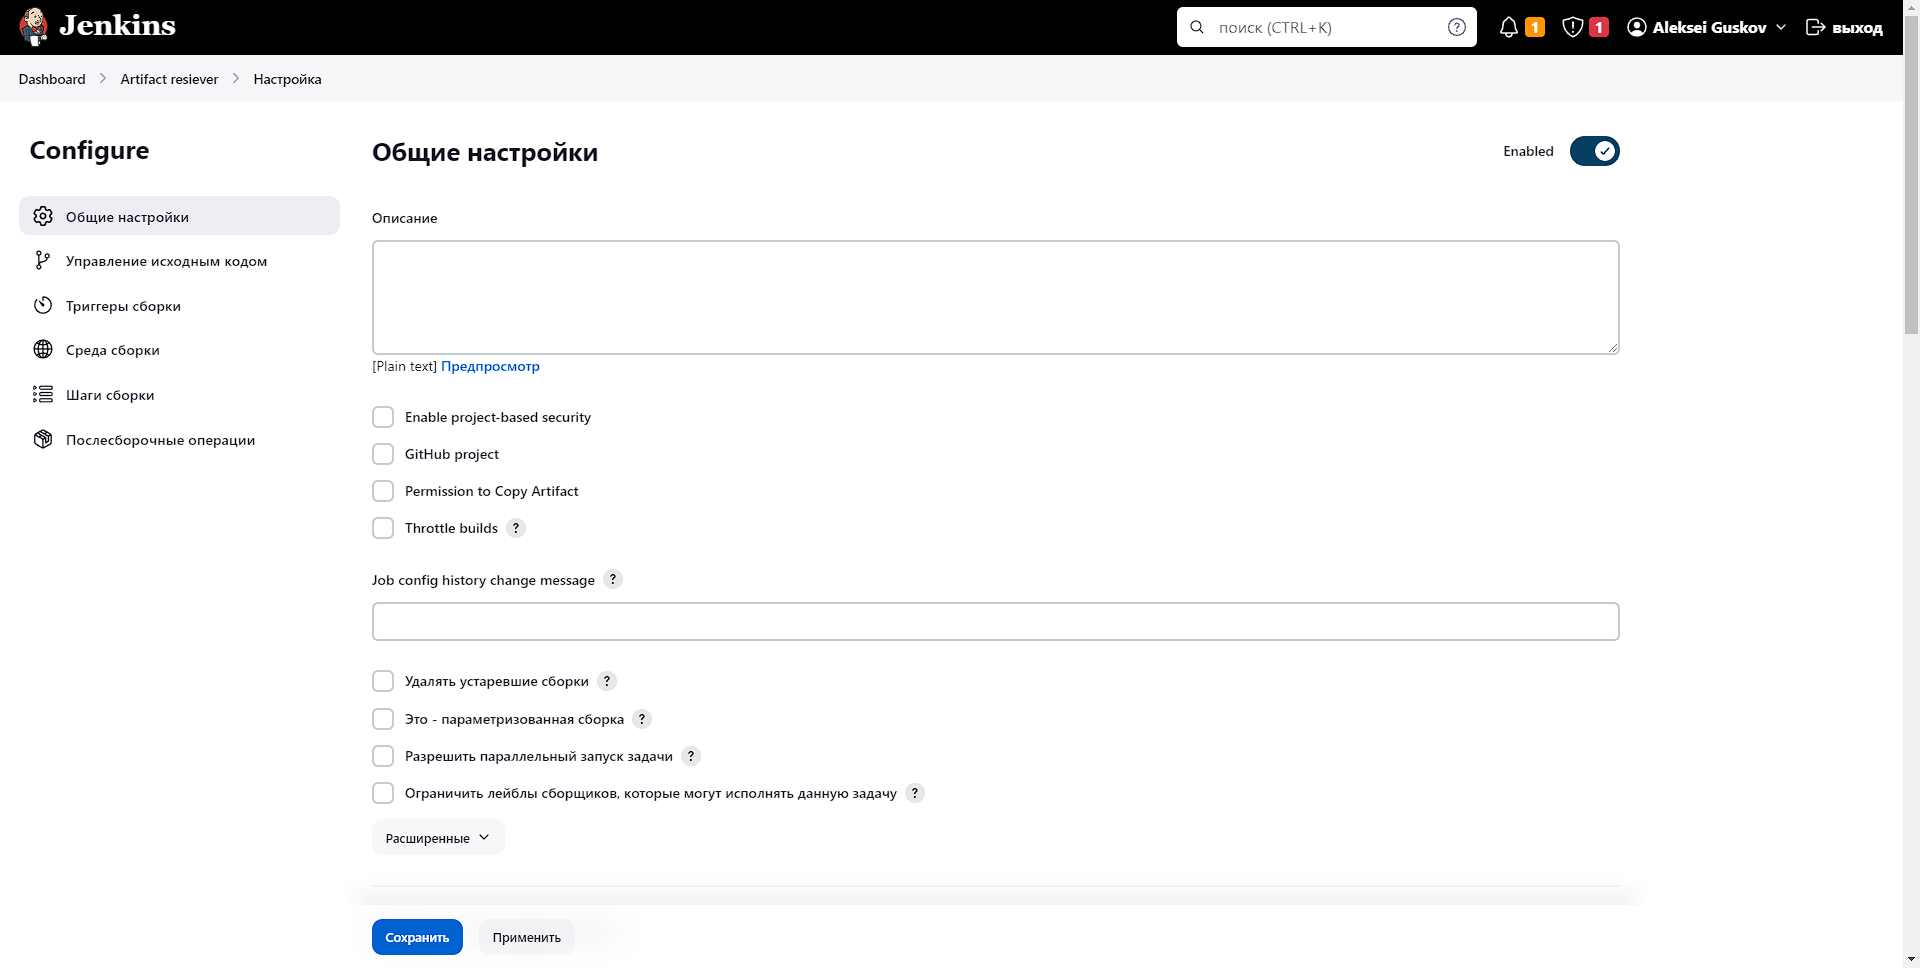 Jenkins
поиск (CTRL+K)
?
1
1
Aleksei Guskov
выход
Dashboard
Artifact resiever
Настройка
Configure
Общие настройки
Управление исходным кодом
Триггеры сборки
Среда сборки
Шаги сборки
Послесборочные операции
Общие настройки
Enabled
Описание
[Plain text] Предпросмотр
Enable project-based security
GitHub project
Permission to Copy Artifact
Throttle builds ?
Job config history change message ?
Удалять устаревшие сборки ?
Это - параметризованная сборка ?
Разрешить параллельный запуск задачи ?
Ограничить лейблы сборщиков, которые могут исполнять данную задачу ?
Расширенные
Сохранить
Применить